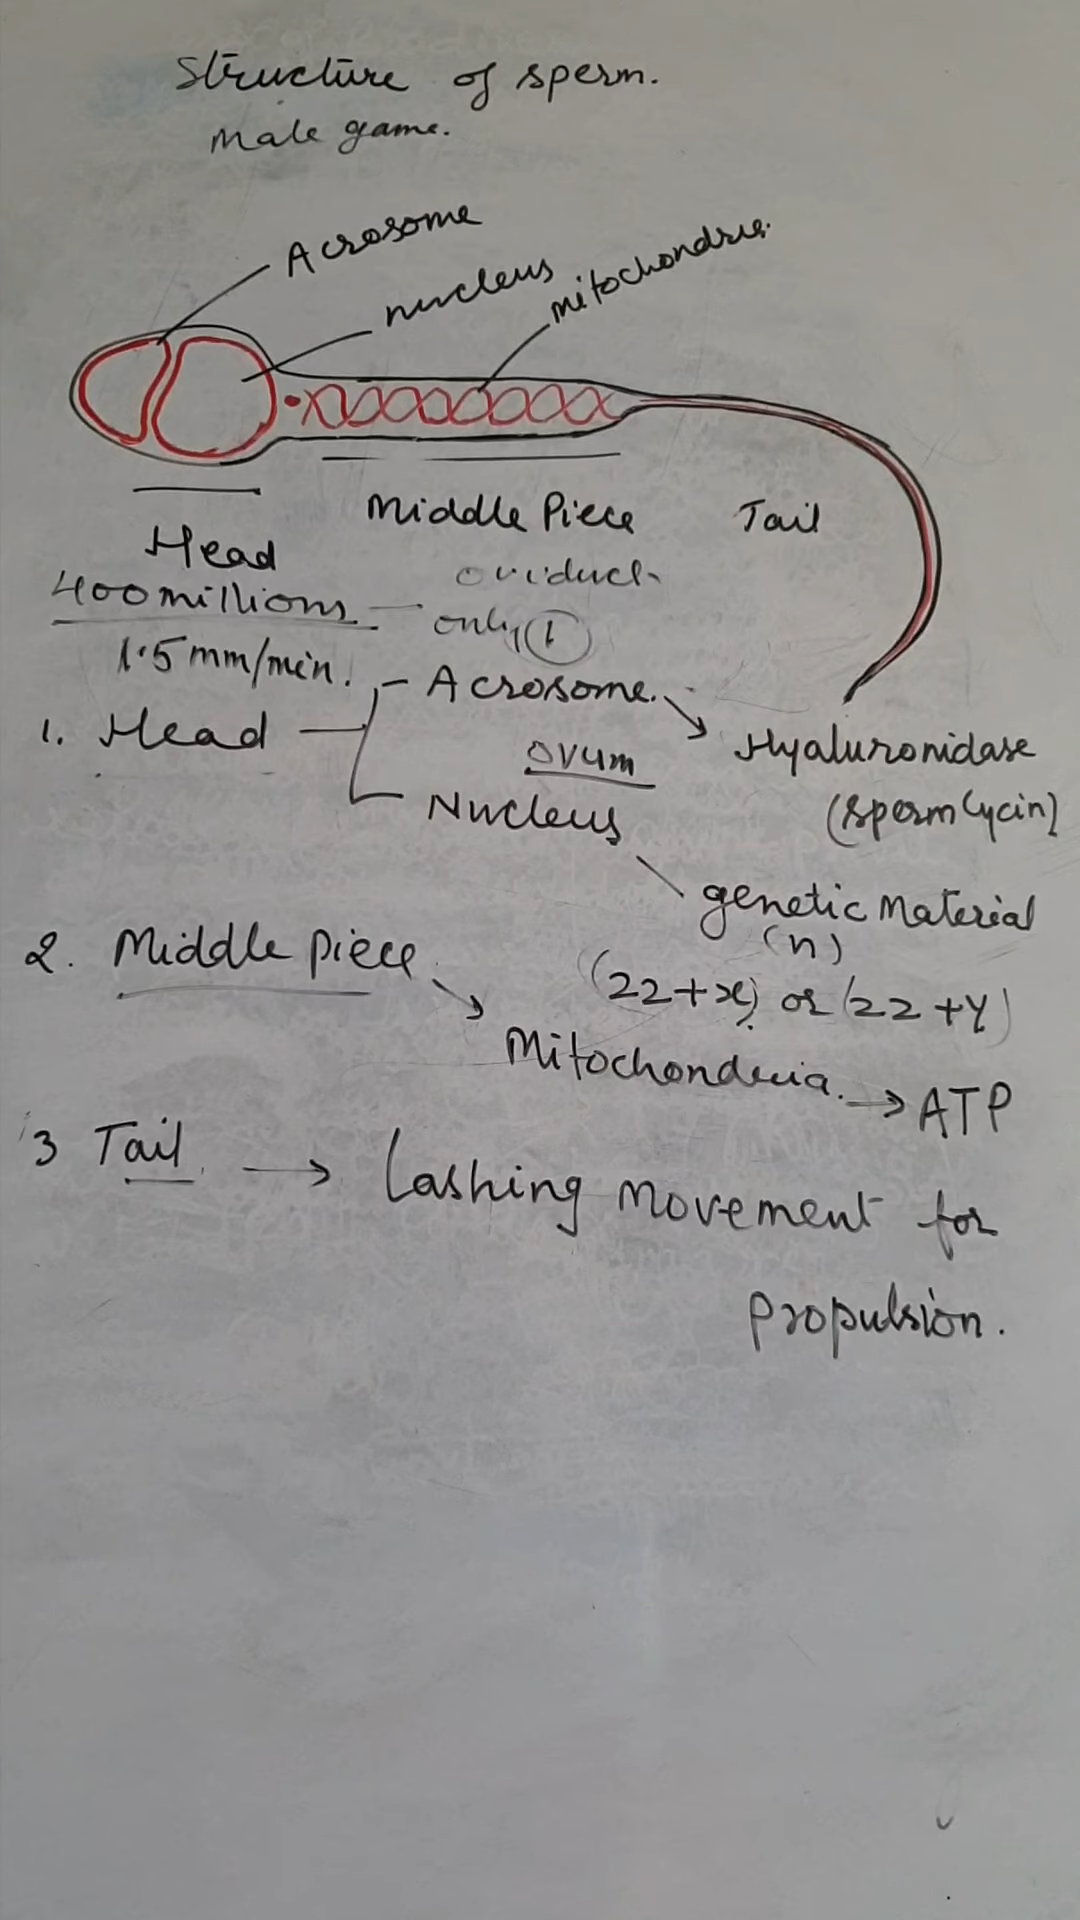 Structure of sperm.
male game.
Acrosome
nucleus
mitochondria.
Head
Middle Piece
Tail
400 millions
oviduct
only 1
1.5 mm/min.
1. Head
Acrosome.
Hyaluronidase
(spermlycin)
ovum
Nucleus
genetic material
(n)
(22+x) or (22+y)
2. Middle piece
Mitochondria. → ATP
3 Tail. → Lashing movement for
propulsion.